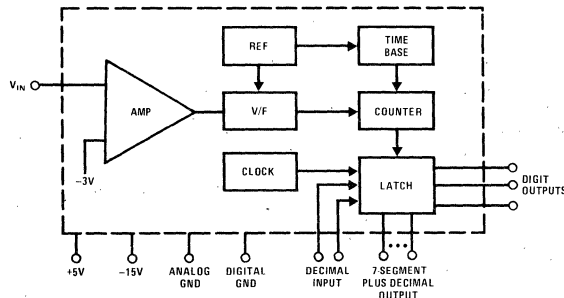 REF
TIME
BASE
VIN
AMP
V/F
COUNTER
−3V
CLOCK
LATCH
DIGIT
OUTPUTS
+5V
−15V
ANALOG
GND
DIGITAL
GND
DECIMAL
INPUT
7-SEGMENT
PLUS DECIMAL
OUTPUT